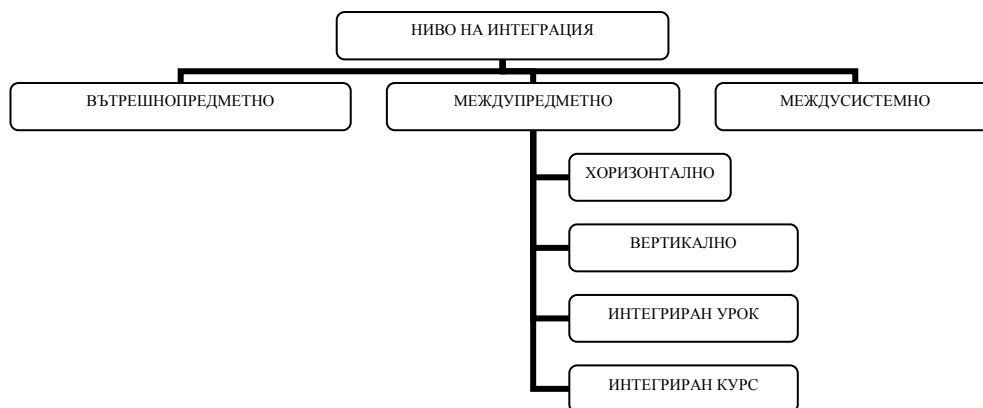 НИВО НА ИНТЕГРАЦИЯ
ВЪТРЕШНОПРЕДМЕТНО
МЕЖДУПРЕДМЕТНО
МЕЖДУСИСТЕМНО
ХОРИЗОНТАЛНО
ВЕРТИКАЛНО
ИНТЕГРИРАН УРОК
ИНТЕГРИРАН КУРС